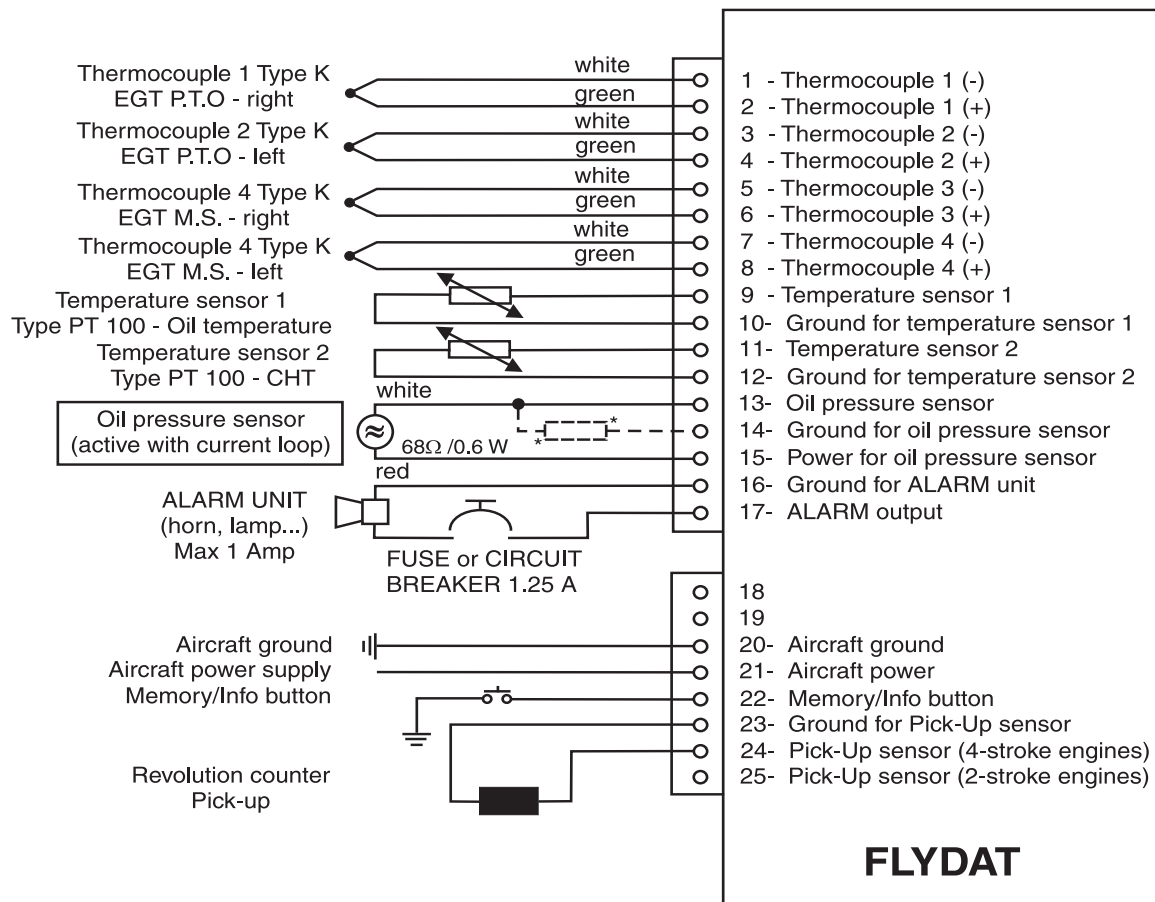 Thermocouple 1 Type K
EGT P.T.O - right
white
green
Thermocouple 2 Type K
EGT P.T.O - left
white
green
Thermocouple 4 Type K
EGT M.S. - right
white
green
Thermocouple 4 Type K
EGT M.S. - left
white
green
Temperature sensor 1
Type PT 100 - Oil temperature
Temperature sensor 2
Type PT 100 - CHT
white
Oil pressure sensor
(active with current loop)
* *
68Ω /0.6 W
red
ALARM UNIT
(horn, lamp...)
Max 1 Amp
FUSE or CIRCUIT
BREAKER 1.25 A
Aircraft ground
Aircraft power supply
Memory/Info button
Revolution counter
Pick-up
1 - Thermocouple 1 (-)
2 - Thermocouple 1 (+)
3 - Thermocouple 2 (-)
4 - Thermocouple 2 (+)
5 - Thermocouple 3 (-)
6 - Thermocouple 3 (+)
7 - Thermocouple 4 (-)
8 - Thermocouple 4 (+)
9 - Temperature sensor 1
10- Ground for temperature sensor 1
11- Temperature sensor 2
12- Ground for temperature sensor 2
13- Oil pressure sensor
14- Ground for oil pressure sensor
15- Power for oil pressure sensor
16- Ground for ALARM unit
17- ALARM output
18
19
20- Aircraft ground
21- Aircraft power
22- Memory/Info button
23- Ground for Pick-Up sensor
24- Pick-Up sensor (4-stroke engines)
25- Pick-Up sensor (2-stroke engines)
FLYDAT